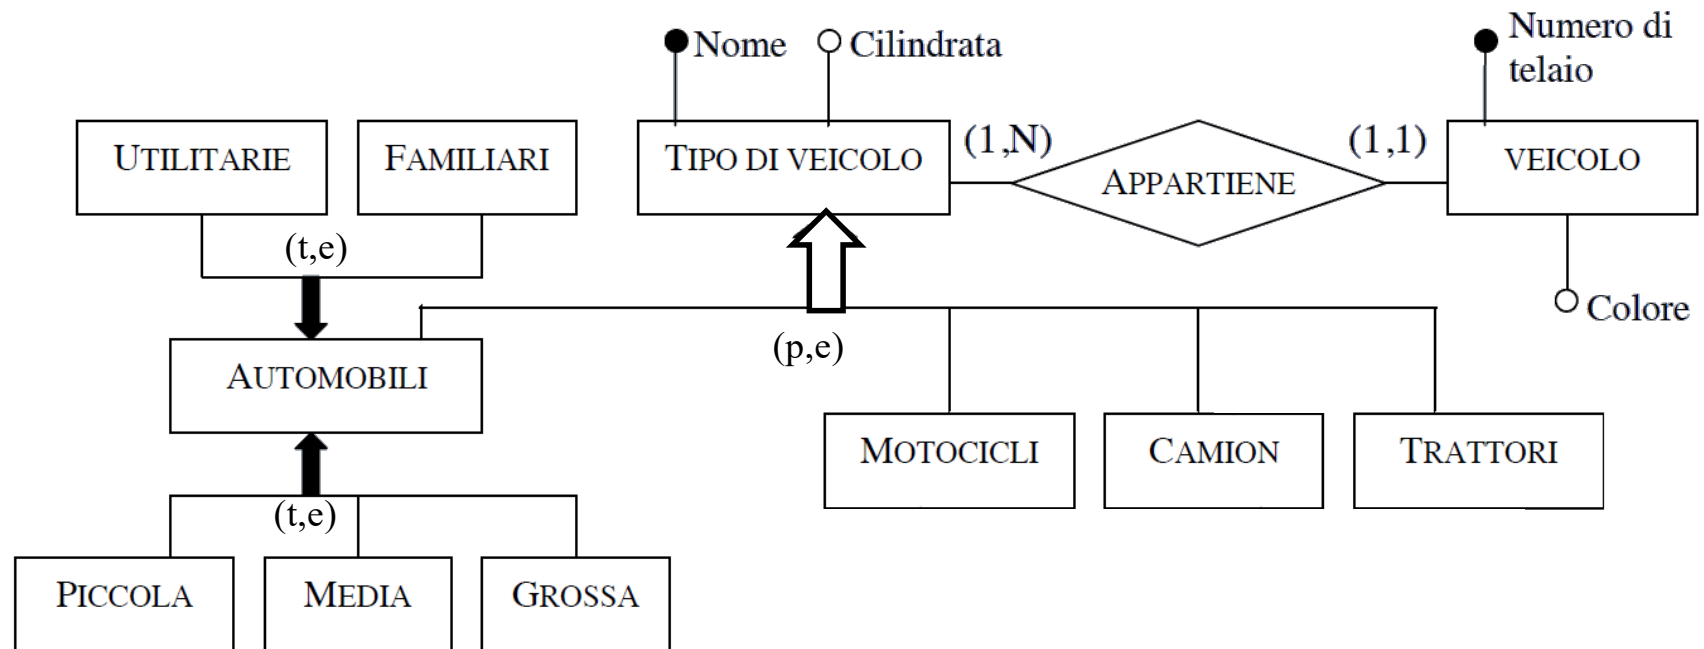 Nome
Cilindrata
Numero di
telaio
UTILITARIE
FAMILIARI
TIPO DI VEICOLO
(1,N)
APPARTIENE
(1,1)
VEICOLO
(t,e)
Colore
(p,e)
AUTOMOBILI
MOTOCICLI
CAMION
TRATTORI
(t,e)
PICCOLA
MEDIA
GROSSA